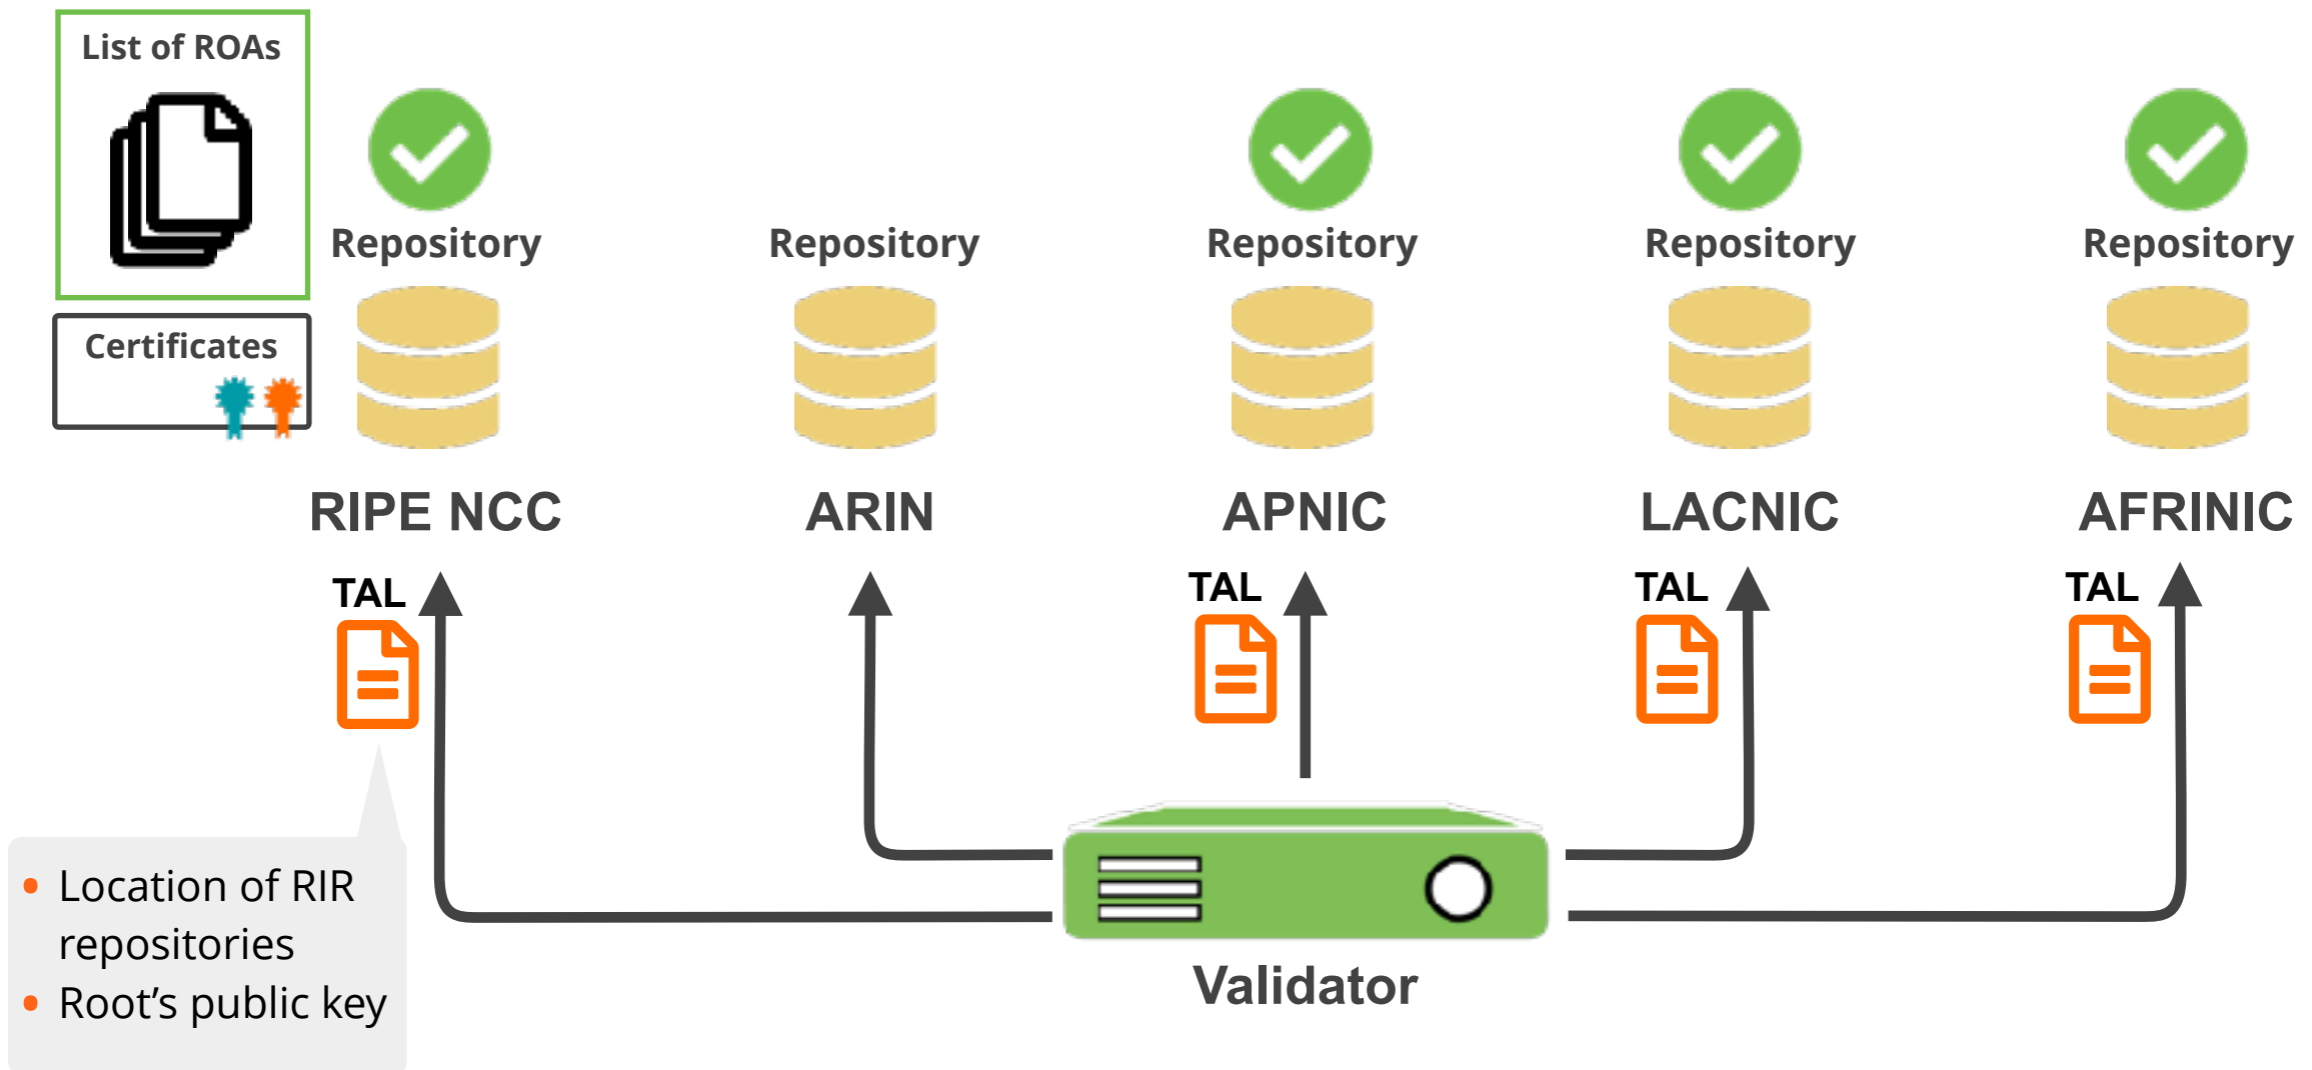 List of ROAs
Certificates
Repository
Repository
Repository
Repository
Repository
RIPE NCC
ARIN
APNIC
LACNIC
AFRINIC
TAL
TAL
TAL
TAL
• Location of RIR
repositories
• Root’s public key
Validator